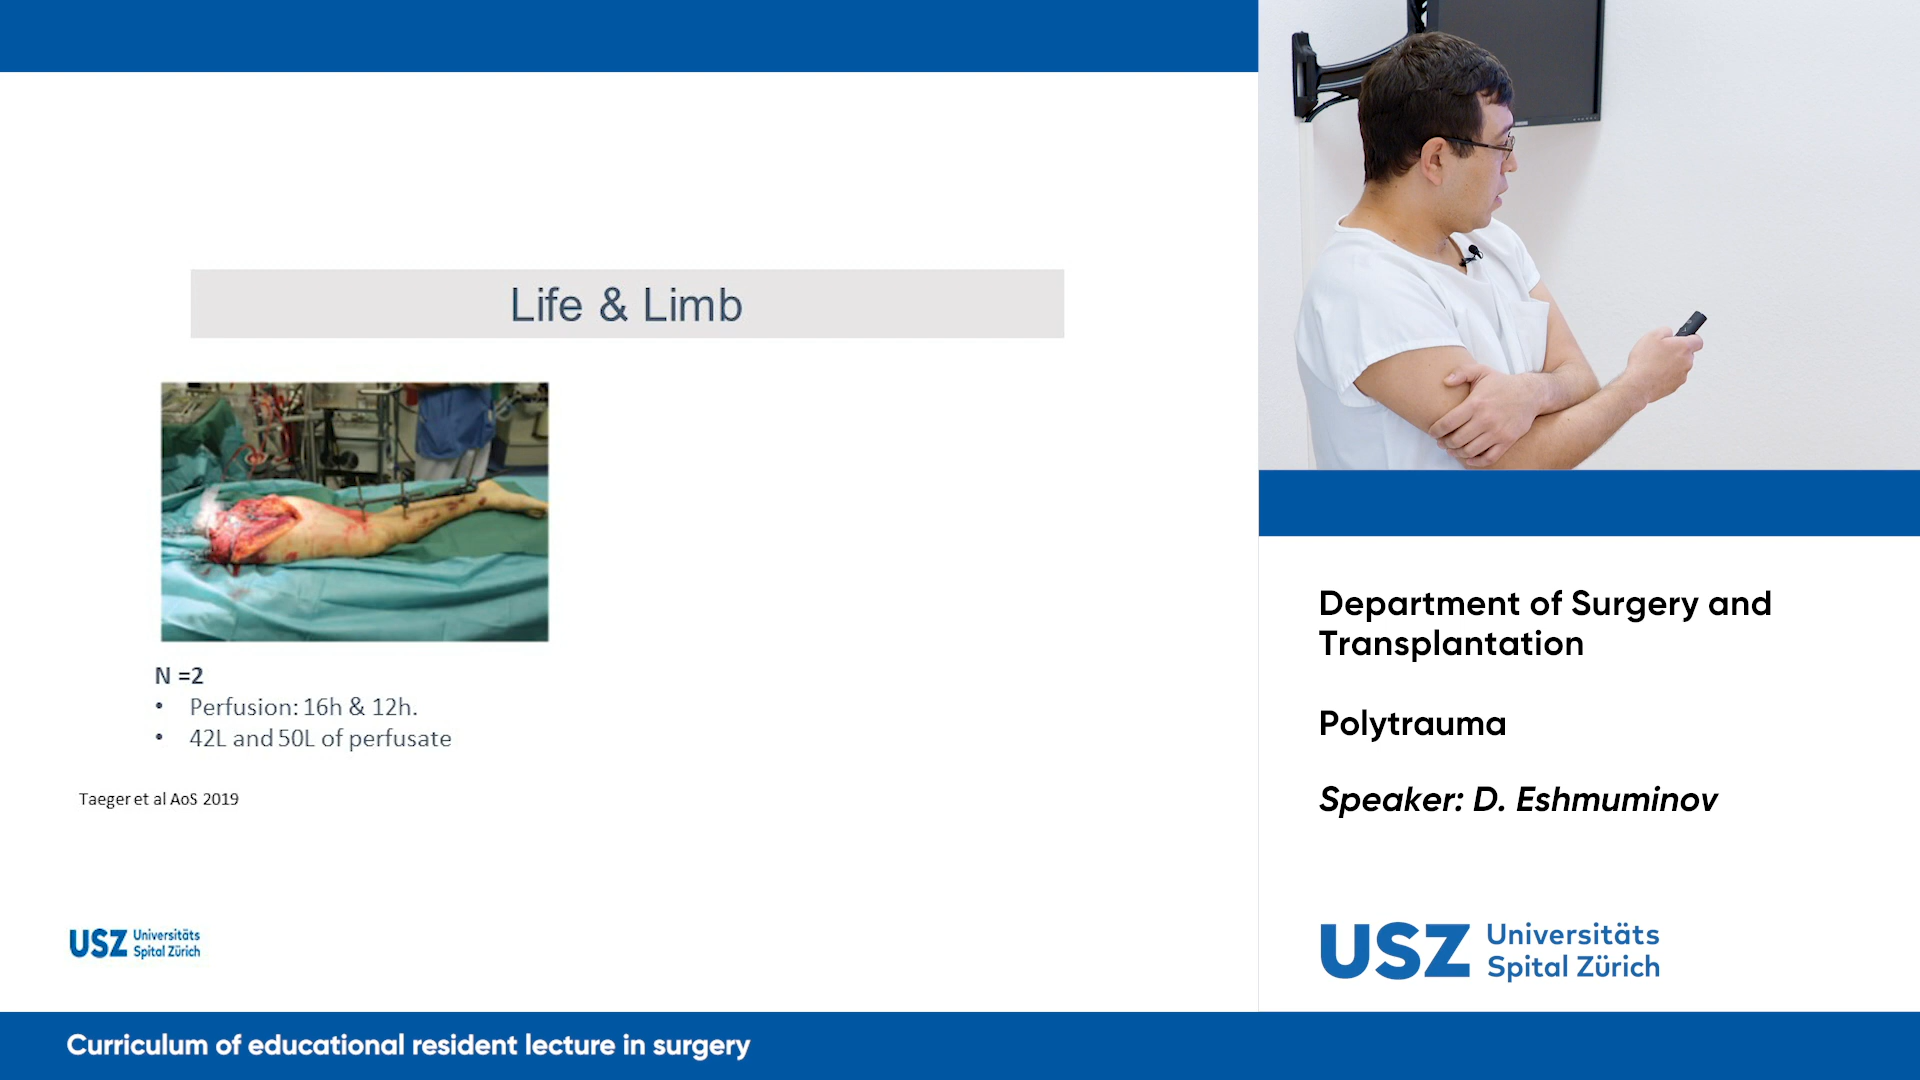 Life & Limb
N =2
• Perfusion: 16h & 12h.
• 42L and 50L of perfusate
Taeger et al AoS 2019
USZ Universitäts
Spital Zürich
Department of Surgery and
Transplantation
Polytrauma
Speaker: D. Eshmuminov
USZ Universitäts
Spital Zürich
Curriculum of educational resident lecture in surgery